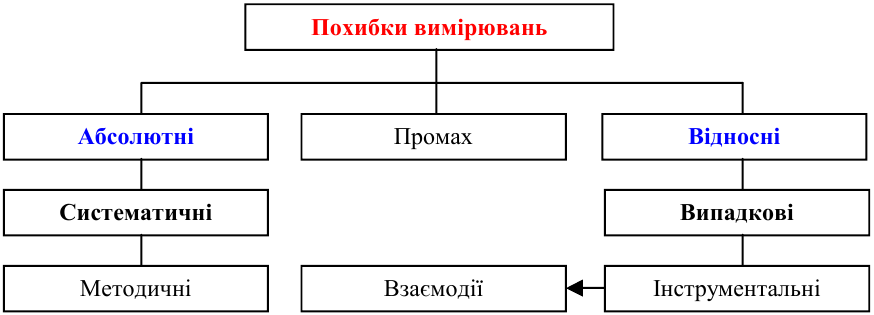 Похибки вимірювань
Абсолютні
Промах
Відносні
Систематичні
Випадкові
Методичні
Взаємодії
Інструментальні